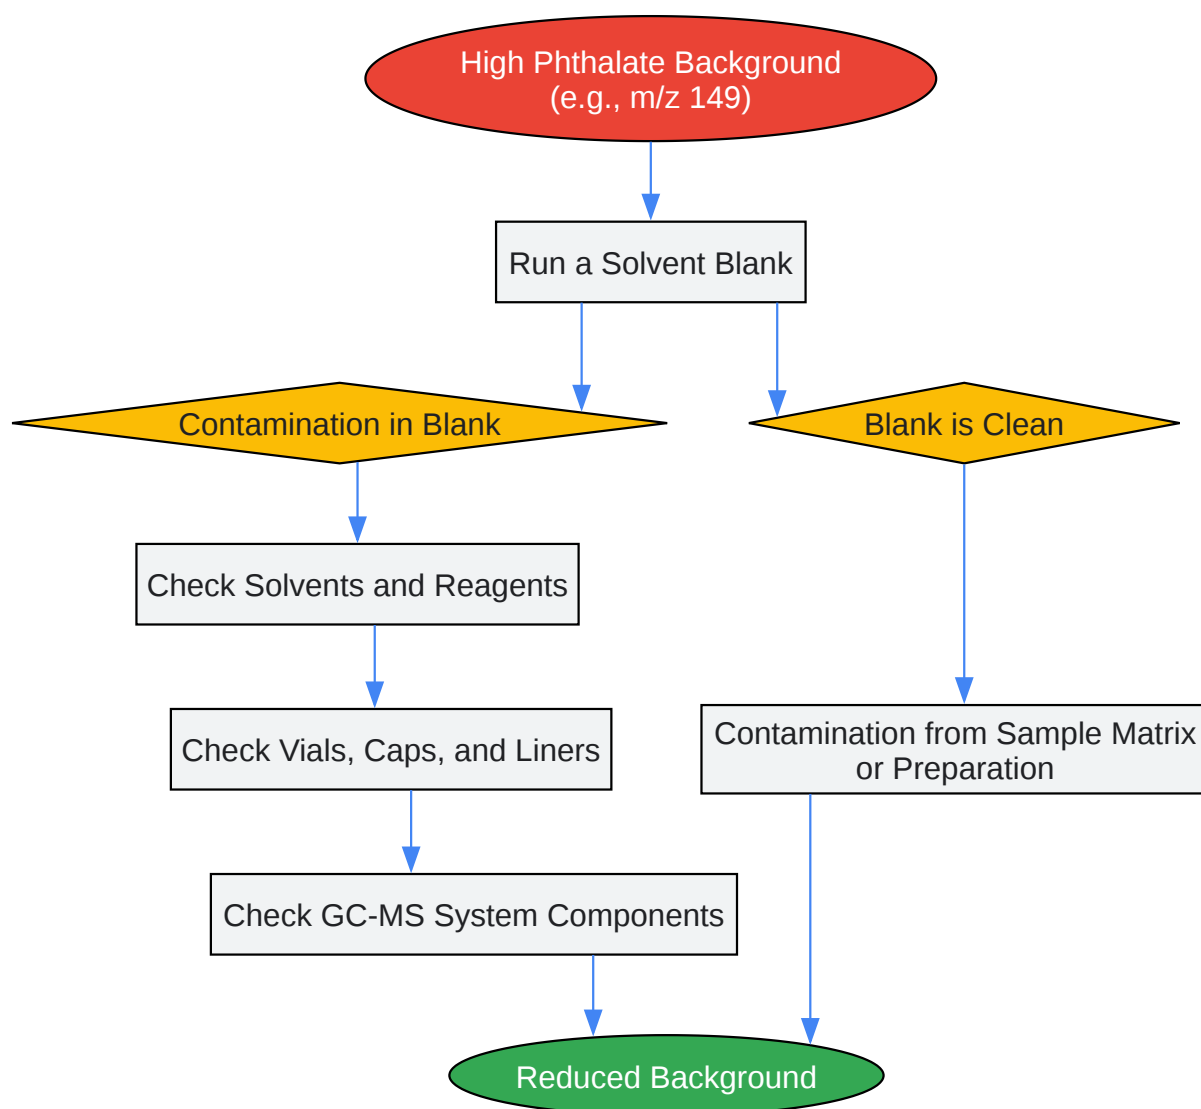 High Phthalate Background
(e.g., m/z 149)
Run a Solvent Blank
Contamination in Blank
Blank is Clean
Check Solvents and Reagents
Check Vials, Caps, and Liners
Contamination from Sample Matrix
or Preparation
Check GC-MS System Components
Reduced Background